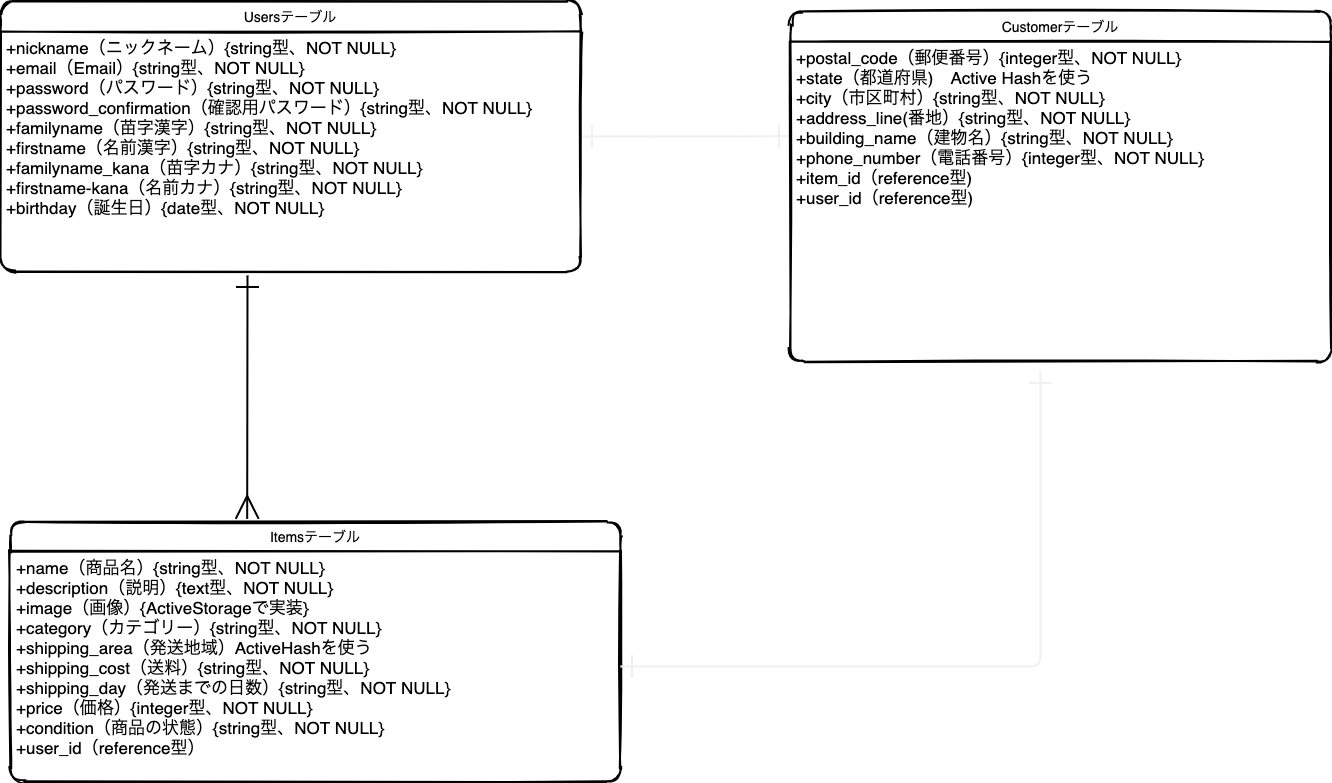 Usersテーブル
+nickname（ニックネーム）{string型、NOT NULL}
+email（Email）{string型、NOT NULL}
+password（パスワード）{string型、NOT NULL}
+password_confirmation（確認用パスワード）{string型、NOT NULL}
+familyname（苗字漢字）{string型、NOT NULL}
+firstname（名前漢字）{string型、NOT NULL}
+familyname_kana（苗字カナ）{string型、NOT NULL}
+firstname-kana（名前カナ）{string型、NOT NULL}
+birthday（誕生日）{date型、NOT NULL}
Customerテーブル
+postal_code（郵便番号）{integer型、NOT NULL}
+state（都道府県)　Active Hashを使う
+city（市区町村）{string型、NOT NULL}
+address_line(番地）{string型、NOT NULL}
+building_name（建物名）{string型、NOT NULL}
+phone_number（電話番号）{integer型、NOT NULL}
+item_id（reference型)
+user_id（reference型)
Itemsテーブル
+name（商品名）{string型、NOT NULL}
+description（説明）{text型、NOT NULL}
+image（画像）{ActiveStorageで実装}
+category（カテゴリー）{string型、NOT NULL}
+shipping_area（発送地域）ActiveHashを使う
+shipping_cost（送料）{string型、NOT NULL}
+shipping_day（発送までの日数）{string型、NOT NULL}
+price（価格）{integer型、NOT NULL}
+condition（商品の状態）{string型、NOT NULL}
+user_id（reference型）